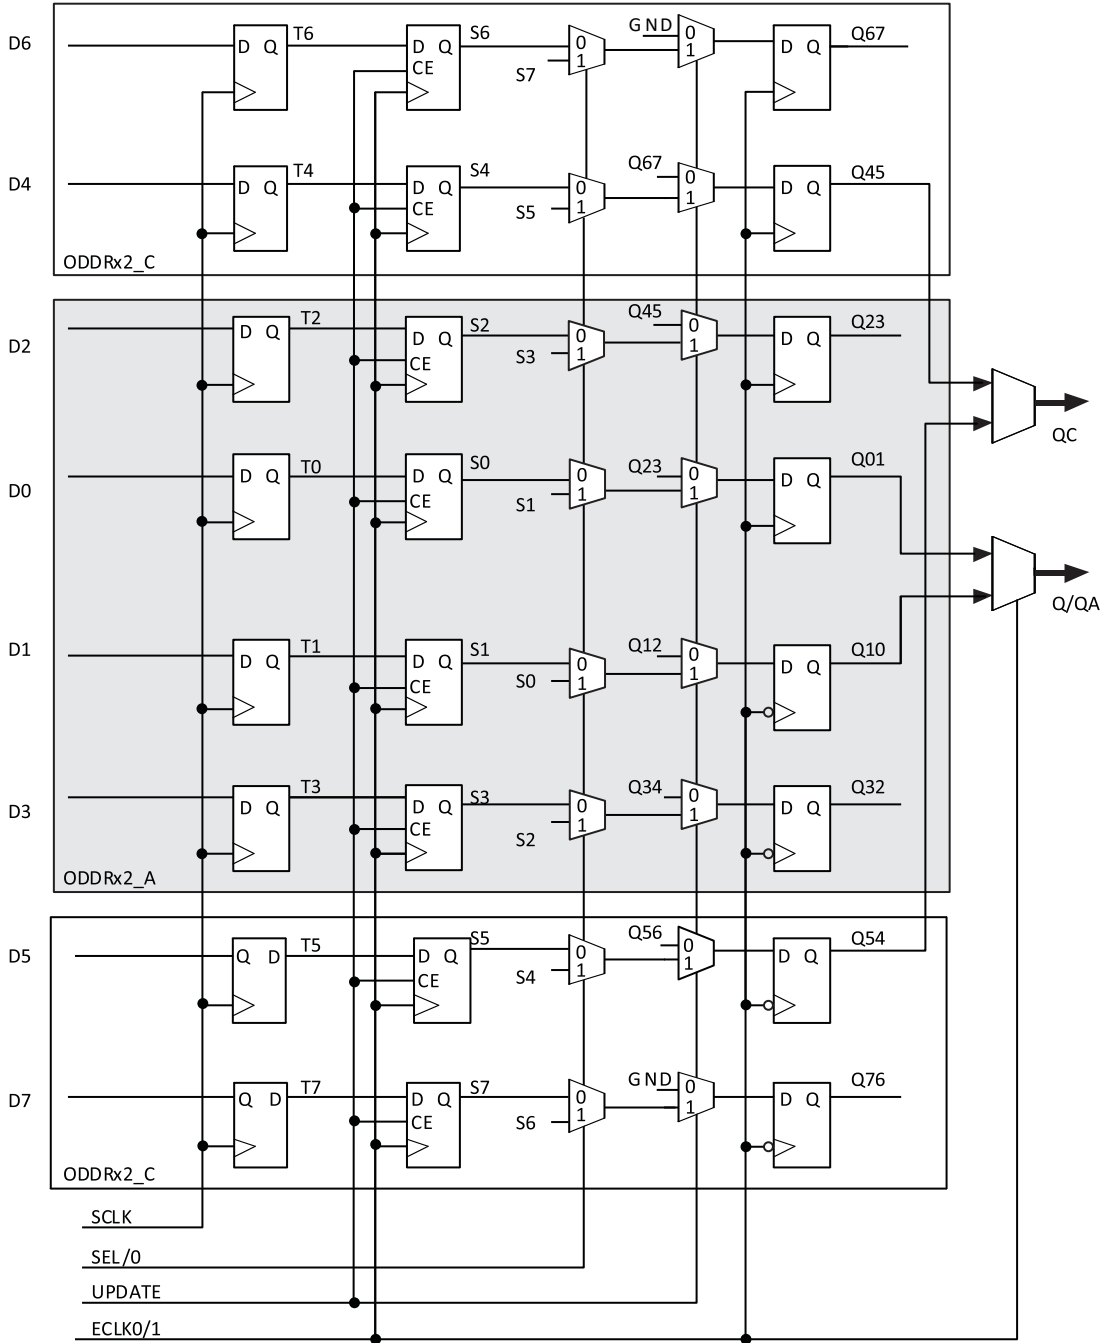 D6
D Q
T6
D Q
CE
S6
0
1
S7
GND
0
1
D Q
Q67
D4
D Q
T4
D Q
CE
S4
0
1
S5
Q67
0
1
D Q
Q45
ODDRx2_C
D2
D Q
T2
D Q
CE
S2
0
1
S3
Q45
0
1
D Q
Q23
D0
D Q
T0
D Q
CE
S0
0
1
S1
Q23
0
1
D Q
Q01
QC
Q/QA
D1
D Q
T1
D Q
CE
S1
0
1
S0
Q12
0
1
D Q
Q10
D3
D Q
T3
D Q
CE
S3
0
1
S2
Q34
0
1
D Q
Q32
ODDRx2_A
D5
Q D
T5
D Q
CE
S5
0
1
S4
Q56
0
1
D Q
Q54
D7
Q D
T7
D Q
CE
S7
0
1
S6
GND
0
1
D Q
Q76
ODDRx2_C
SCLK
SEL/0
UPDATE
ECLK0/1